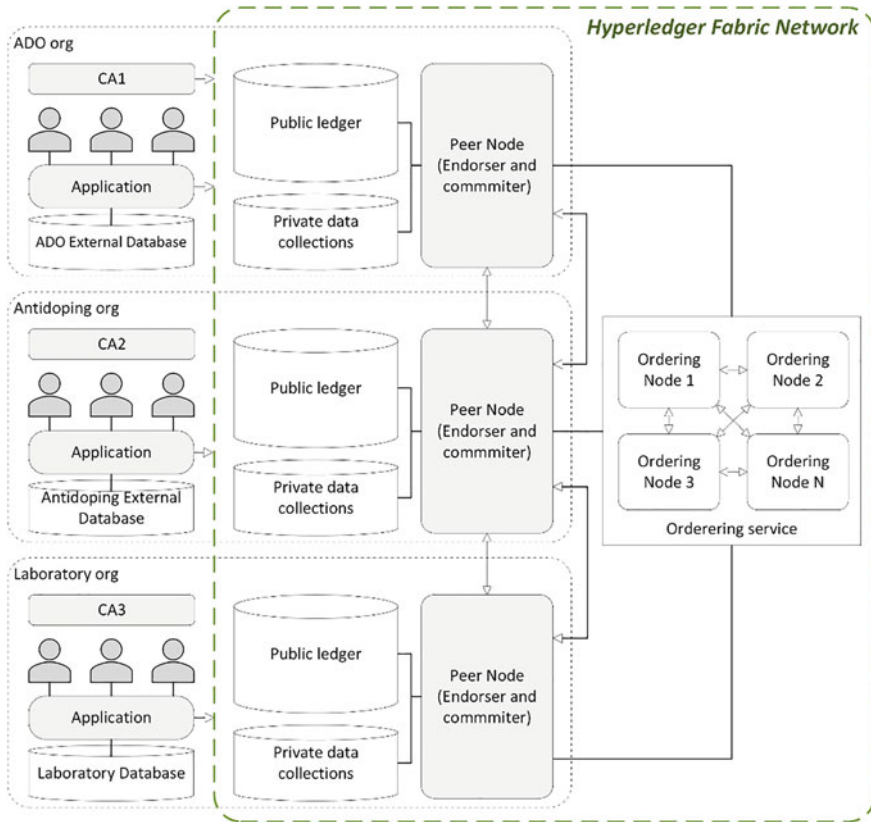 Hyperledger Fabric Network
ADO org
CA1
Application
ADO External Database
Public ledger
Private data
collections
Peer Node
(Endorser and
commmiter)
Antidoping org
CA2
Application
Antidoping External
Database
Public ledger
Private data
collections
Peer Node
(Endorser and
commmiter)
Laboratory org
CA3
Application
Laboratory Database
Public ledger
Private data
collections
Peer Node
(Endorser and
commmiter)
Ordering
Node 1
Ordering
Node 2
Ordering
Node 3
Ordering
Node N
Orderering service